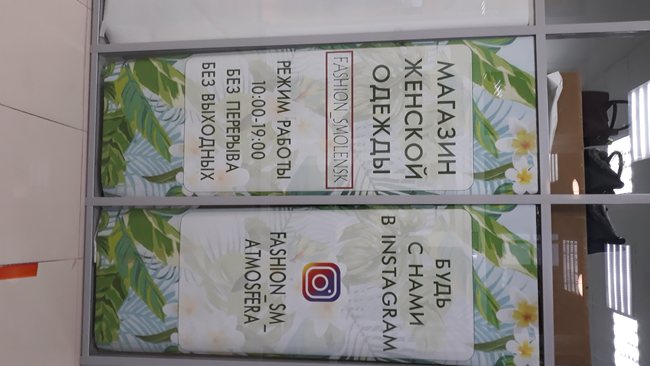 МАГАЗИН
ЖЕНСКОЙ
ОДЕЖДЫ
FASHION_SMOLENSK
РЕЖИМ РАБОТЫ
10:00-19:00
БЕЗ ПЕРЕРЫВА
БЕЗ ВЫХОДНЫХ
БУДЬ
С НАМИ
В INSTAGRAM
FASHION_SM_
ATMOSFERA